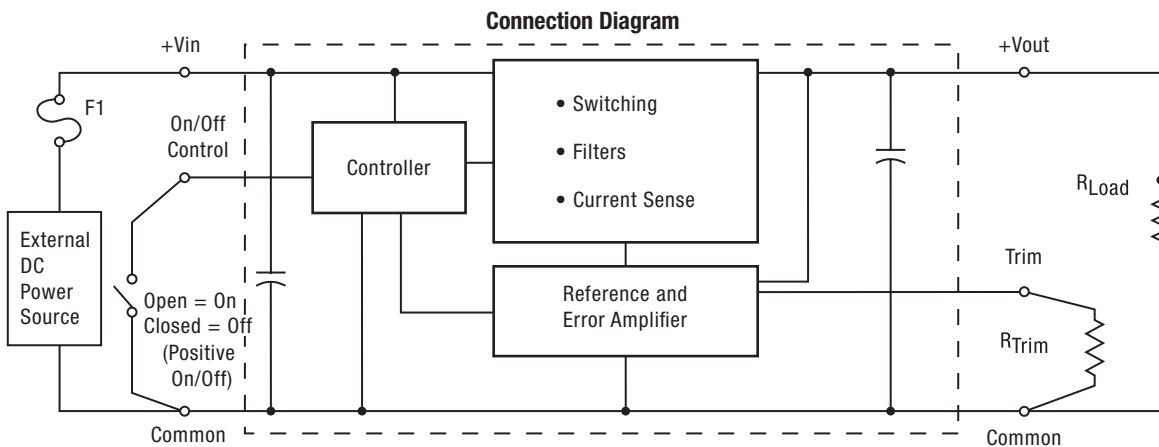 Connection Diagram
+Vin
+Vout
F1
On/Off
Control
Controller
• Switching
• Filters
• Current Sense
RLoad
External
DC
Power
Source
Open = On
Closed = Off
(Positive
On/Off)
Reference and
Error Amplifier
Trim
RTrim
Common
Common